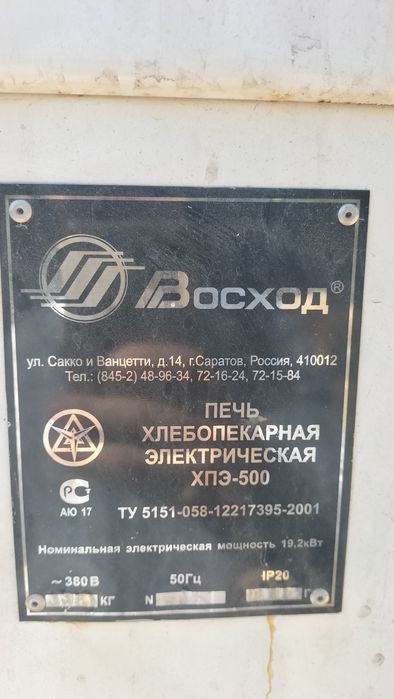 Восход®
ул. Сакко и Ванцетти, д.14, г.Саратов, Россия, 410012
Тел.: (845-2) 48-96-34, 72-16-24, 72-15-84
ПЕЧЬ
ХЛЕБОПЕКАРНАЯ
ЭЛЕКТРИЧЕСКАЯ
ХПЭ-500
АЮ 17
ТУ 5151-058-12217395-2001
Номинальная электрическая мощность 19,2кВт
~ 380В 50Гц IP20
КГ N Г